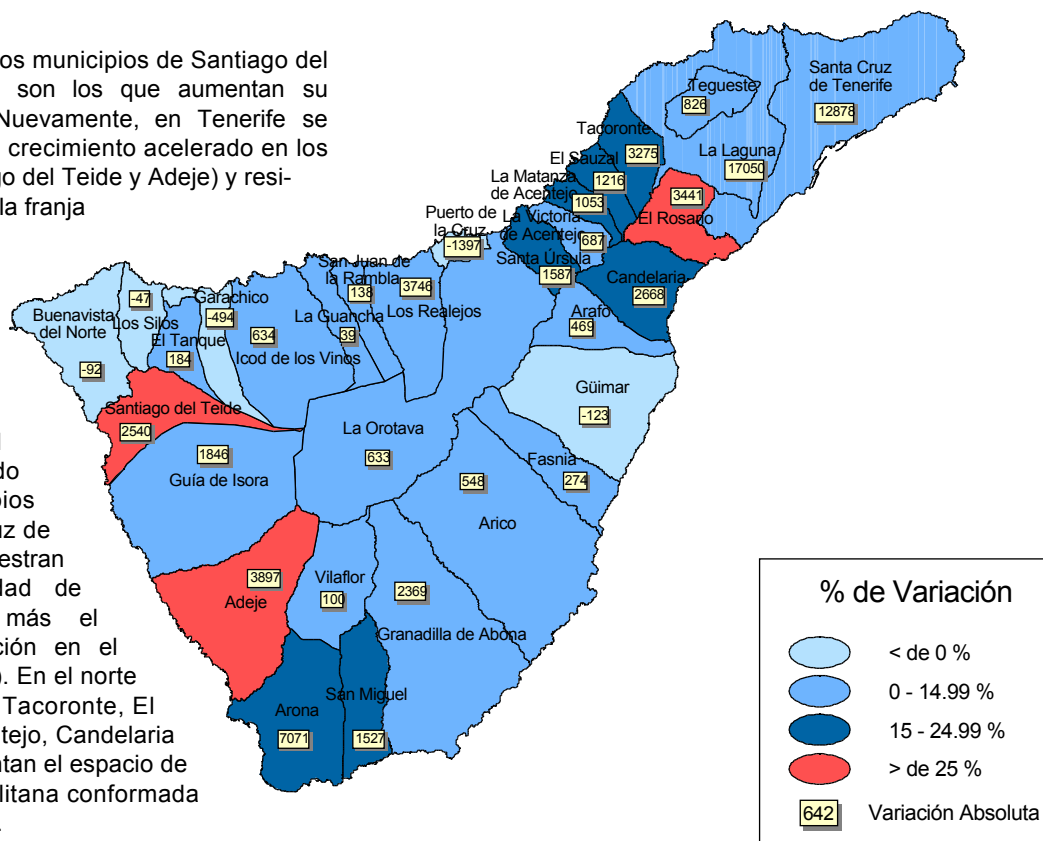 os municipios de Santiago del
son los que aumentan su
Nuevamente, en Tenerife se
crecimiento acelerado en los
go del Teide y Adeje) y resi-
la franja
do
pios
uz de
estran
dad de
más el
ción en el
). En el norte
Tacoronte, El
ntejo, Candelaria
ntan el espacio de
olitana conformada
.
Santa Cruz
de Tenerife
12878
Tegueste
826
La Laguna
17050
Tacoronte
3275
El Sauzal
1216
La Matanza
de Acentejo
1053
3441
El Rosario
La Victoria
de Acentejo
687
Santa Úrsula
1587
Candelaria
2668
Arafo
469
Güimar
-123
Puerto de
la Cruz
-1397
San Juan de
la Rambla
138
3746
Los Realejos
La Guancha
39
Garachico
-494
634
Icod de los Vinos
-47
Los Silos
El Tanque
184
Buenavista
del Norte
-92
Santiago del Teide
2540
1846
Guía de Isora
La Orotava
633
Fasnia
274
548
Arico
3897
Adeje
Vilaflor
100
2369
Granadilla de Abona
San Miguel
1527
Arona
7071
% de Variación
< de 0 %
0 - 14.99 %
15 - 24.99 %
> de 25 %
642 Variación Absoluta